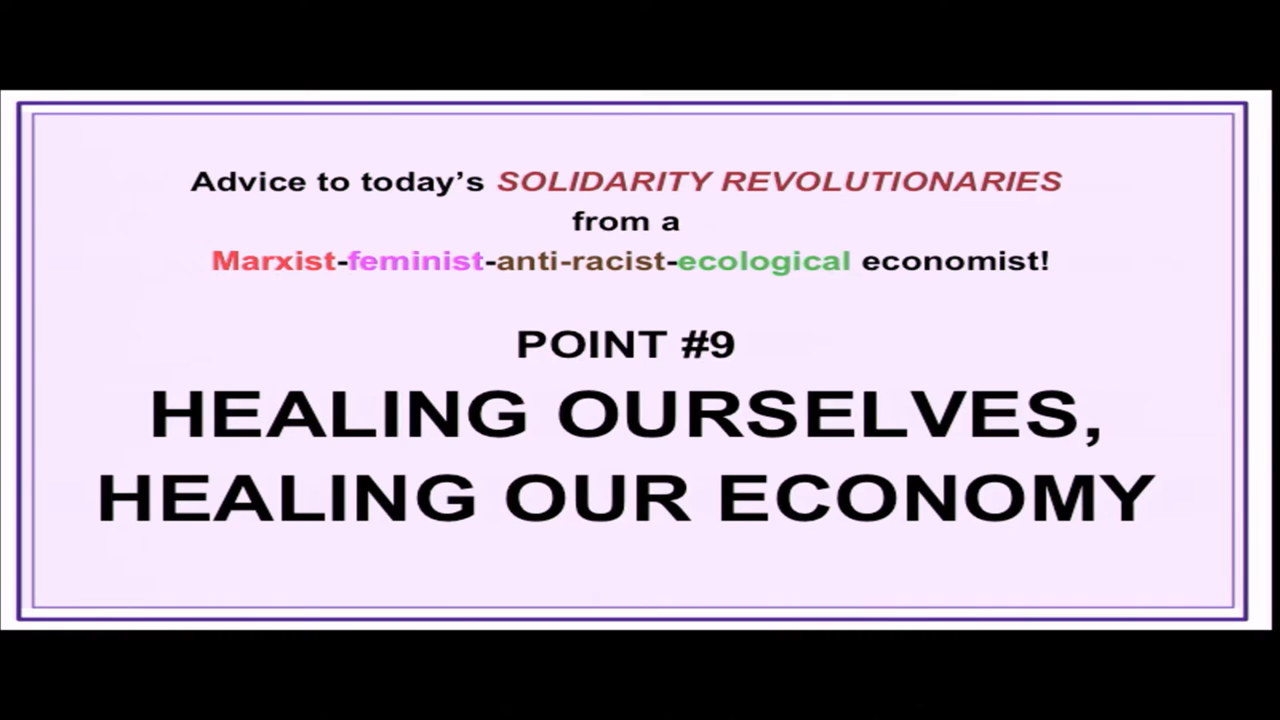 Advice to today’s SOLIDARITY REVOLUTIONARIES
from a
Marxist-feminist-anti-racist-ecological economist!
POINT #9
HEALING OURSELVES,
HEALING OUR ECONOMY